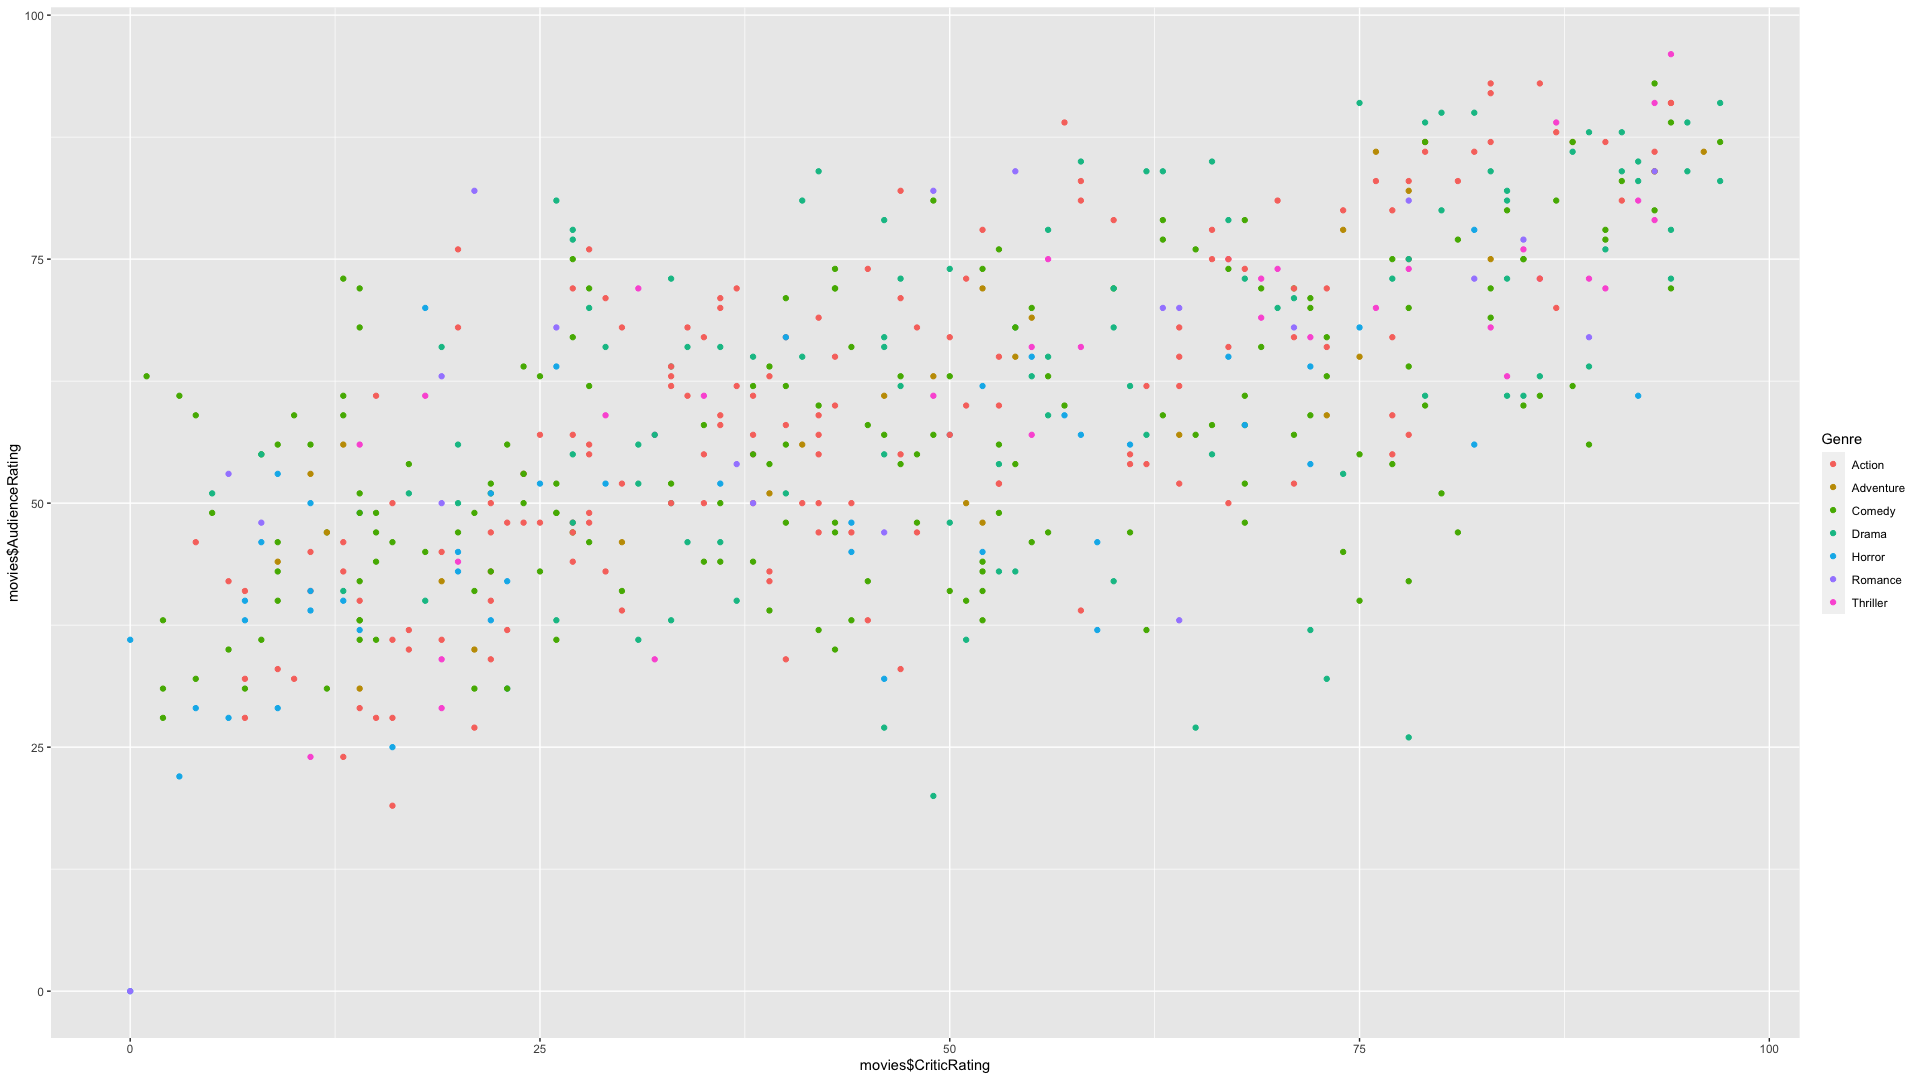 100
75
50
25
0
movies$AudienceRating
0
25
50
75
100
movies$CriticRating
Genre
Action
Adventure
Comedy
Drama
Horror
Romance
Thriller